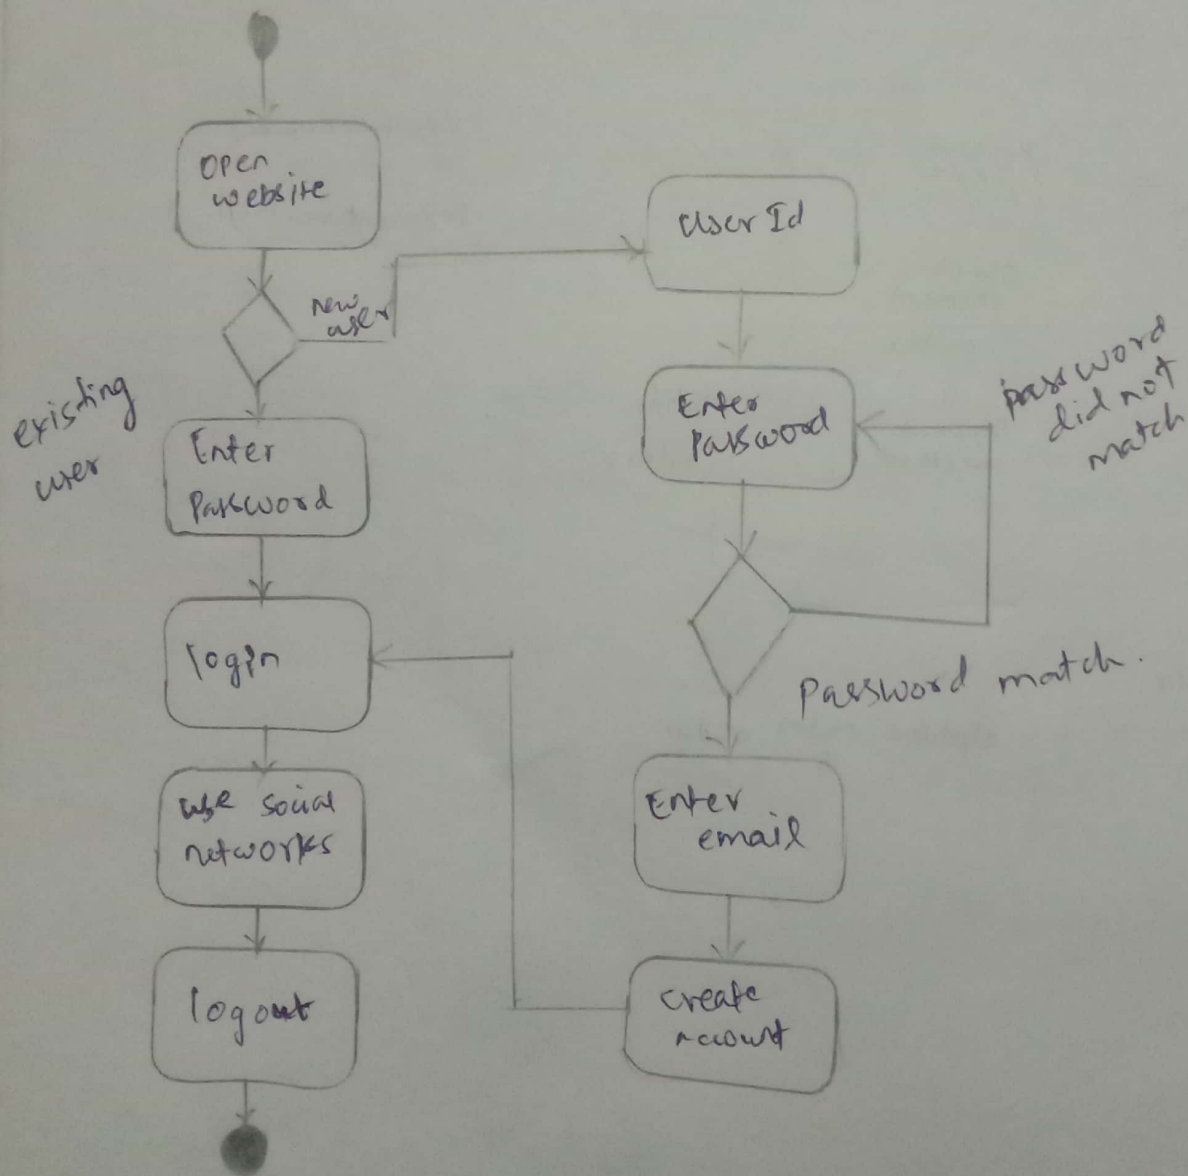 open
website
new
user
existing
user
Enter
Password
login
use social
networks
logout
User Id
Enter
Password
password
did not
match
Password match.
Enter
email
create
account